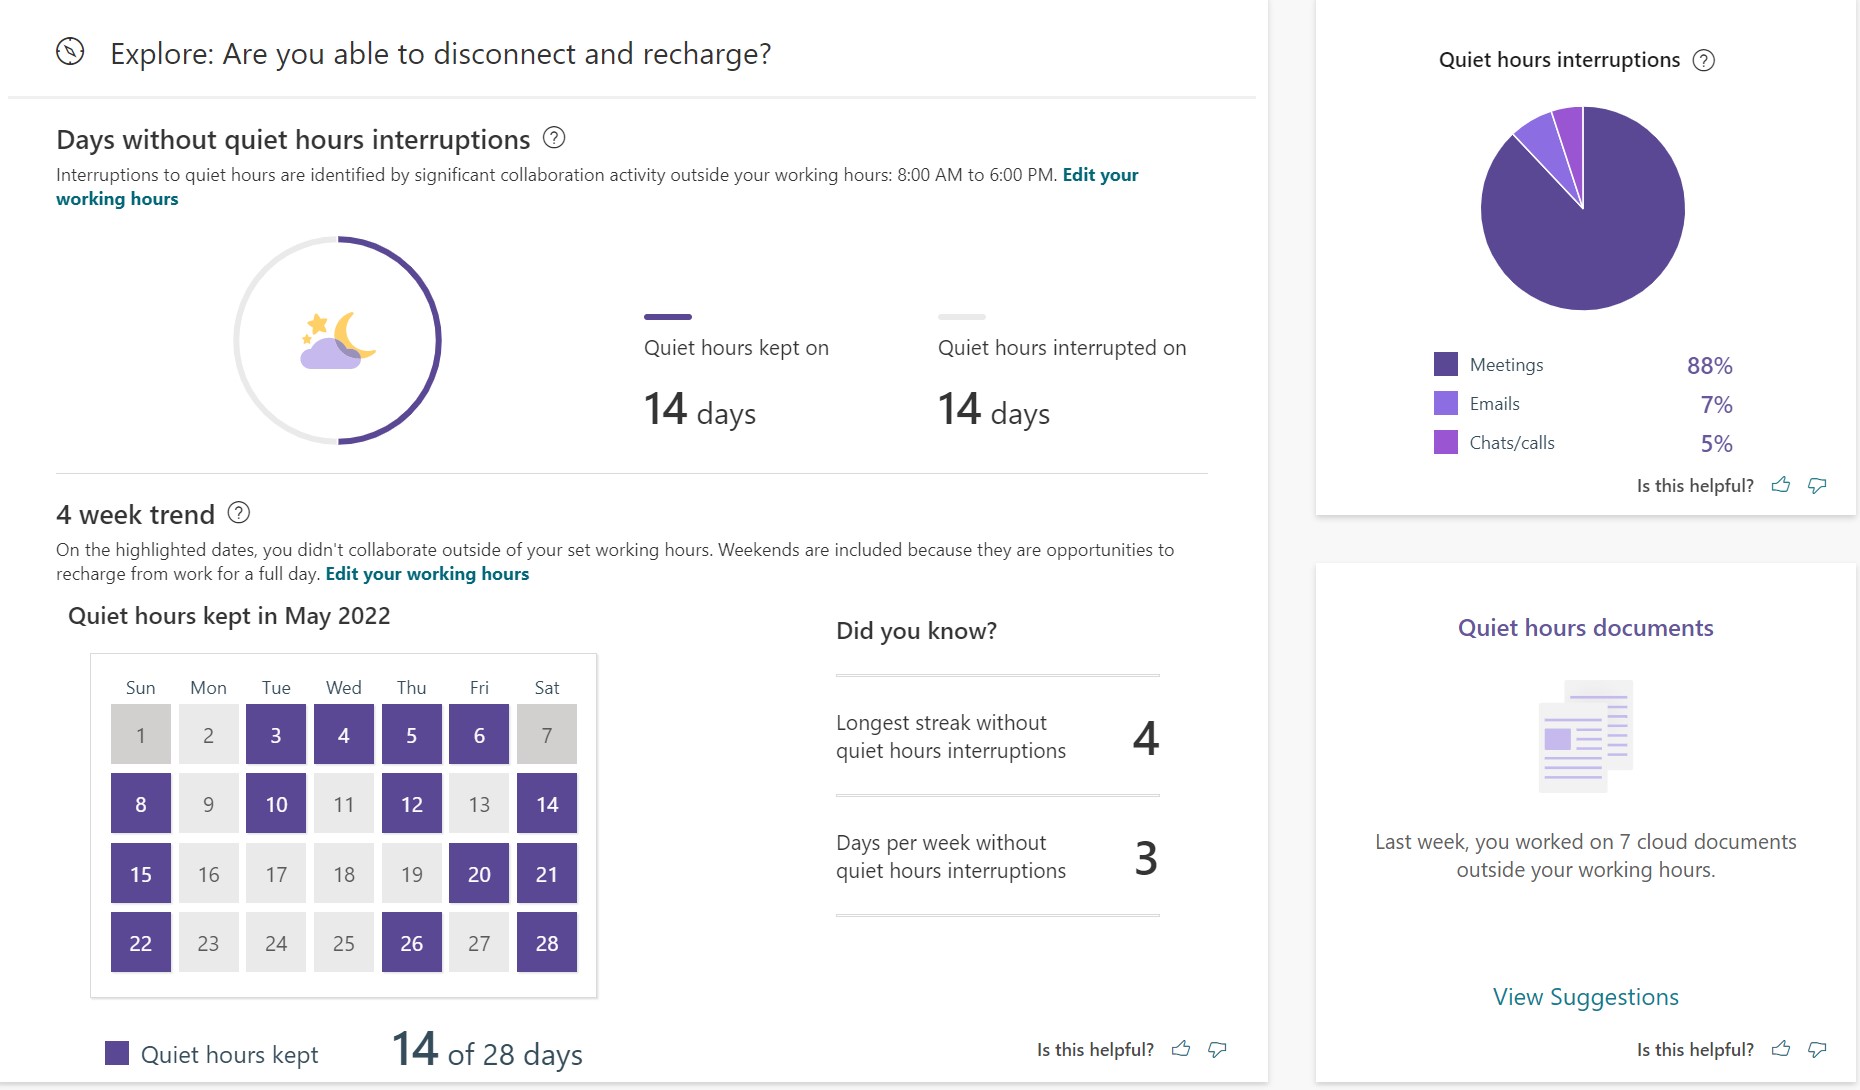 Explore: Are you able to disconnect and recharge?
Days without quiet hours interruptions ?
Interruptions to quiet hours are identified by significant collaboration activity outside your working hours: 8:00 AM to 6:00 PM. Edit your
working hours
Quiet hours kept on
14 days
Quiet hours interrupted on
14 days
4 week trend ?
On the highlighted dates, you didn't collaborate outside of your set working hours. Weekends are included because they are opportunities to
recharge from work for a full day. Edit your working hours
Quiet hours kept in May 2022
Sun Mon Tue Wed Thu Fri Sat
1 2 3 4 5 6 7
8 9 10 11 12 13 14
15 16 17 18 19 20 21
22 23 24 25 26 27 28
Quiet hours kept 14 of 28 days
Did you know?
Longest streak without
quiet hours interruptions
4
Days per week without
quiet hours interruptions
3
Is this helpful?
Quiet hours interruptions ?
Meetings 88%
Emails 7%
Chats/calls 5%
Is this helpful?
Quiet hours documents
Last week, you worked on 7 cloud documents
outside your working hours.
View Suggestions
Is this helpful?